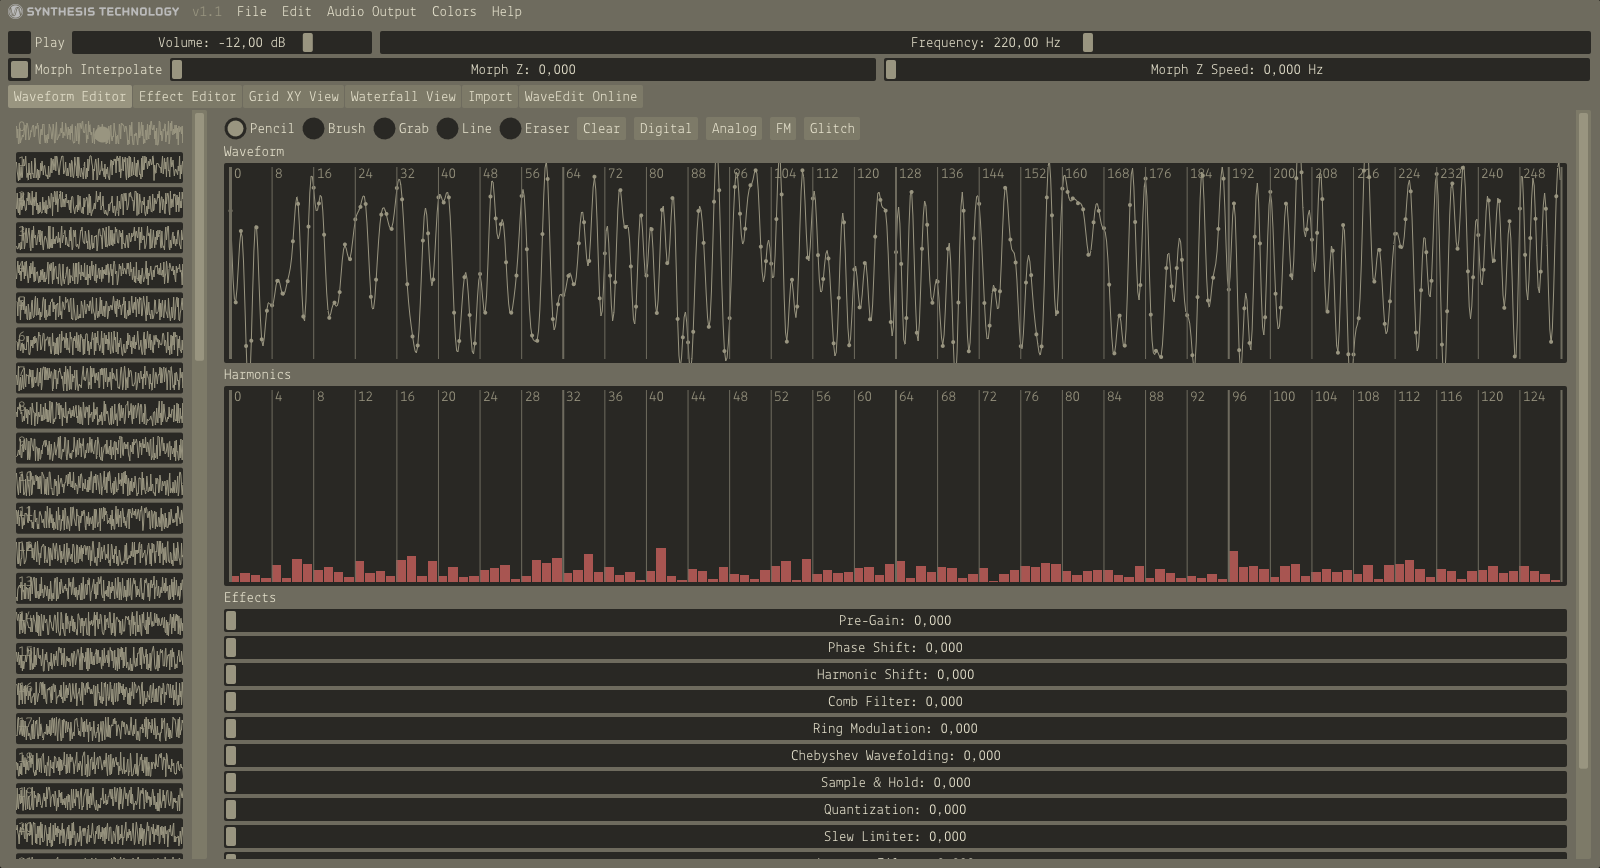 SYNTHESIS TECHNOLOGY v1.1 File Edit Audio Output Colors Help
Play Volume: -12,00 dB Frequency: 220,00 Hz
Morph Interpolate Morph Z: 0,000 Morph Z Speed: 0,000 Hz
Waveform Editor Effect Editor Grid XY View Waterfall View Import WaveEdit Online
Pencil Brush Grab Line Eraser Clear Digital Analog FM Glitch
Waveform
0 8 16 24 32 40 48 56 64 72 80 88 96 104 112 120 128 136 144 152 160 168 176 184 192 200 208 216 224 232 240 248
Harmonics
0 4 8 12 16 20 24 28 32 36 40 44 48 52 56 60 64 68 72 76 80 84 88 92 96 100 104 108 112 116 120 124
Effects
Pre-Gain: 0,000
Phase Shift: 0,000
Harmonic Shift: 0,000
Comb Filter: 0,000
Ring Modulation: 0,000
Chebyshev Wavefolding: 0,000
Sample & Hold: 0,000
Quantization: 0,000
Slew Limiter: 0,000